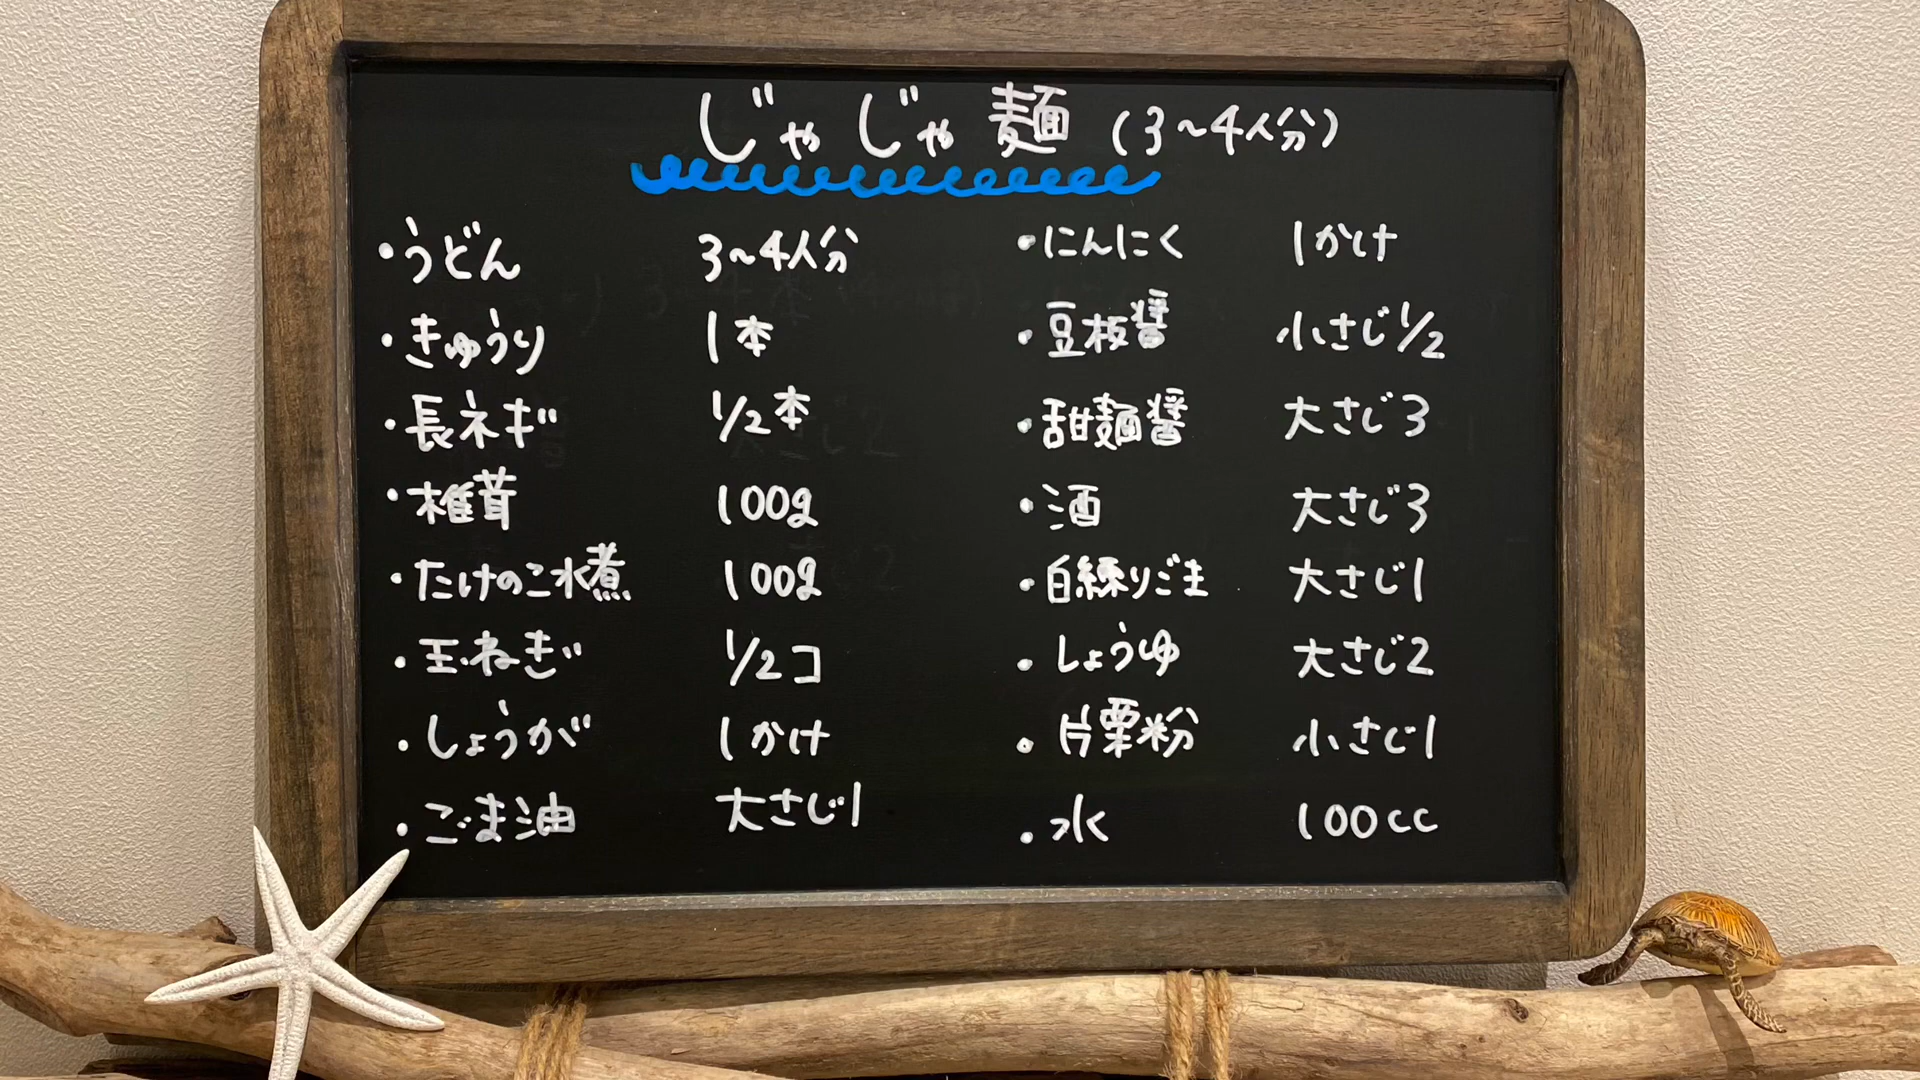 じゃじゃ麺(3~4人分)
・うどん 3~4人分
・きゅうり 1本
・長ネギ 1/2本
・椎茸 100g
・たけのこ水煮 100g
・玉ねぎ 1/2コ
・しょうが 1かけ
・ごま油 大さじ1
・にんにく 1かけ
・豆板醤 小さじ1/2
・甜麺醤 大さじ3
・酒 大さじ3
・白練りごま 大さじ1
・しょうゆ 大さじ2
・片栗粉 小さじ1
・水 100cc